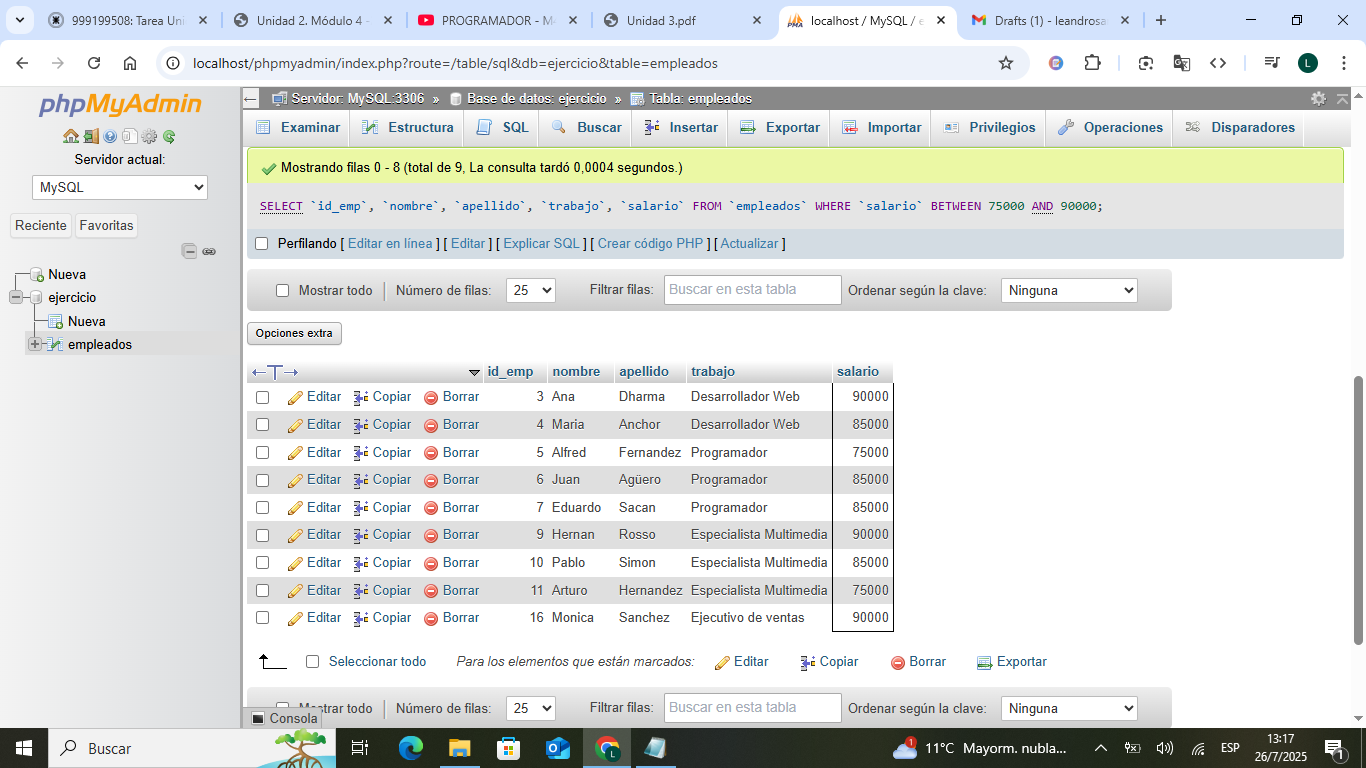 999199508: Tarea Uni
Unidad 2. Módulo 4 -
PROGRAMADOR - M
Unidad 3.pdf
localhost / MySQL / e
Drafts (1) - leandrosa
localhost/phpmyadmin/index.php?route=/table/sql&db=ejercicio&table=empleados
L
phpMyAdmin
Servidor actual:
MySQL
Reciente Favoritas
Nueva
ejercicio
Nueva
empleados
Servidor: MySQL:3306 » Base de datos: ejercicio » Tabla: empleados
Examinar Estructura SQL Buscar Insertar Exportar Importar Privilegios Operaciones Disparadores
Mostrando filas 0 - 8 (total de 9, La consulta tardó 0,0004 segundos.)
SELECT `id_emp`, `nombre`, `apellido`, `trabajo`, `salario` FROM `empleados` WHERE `salario` BETWEEN 75000 AND 90000;
Perfilando [ Editar en línea ] [ Editar ] [ Explicar SQL ] [ Crear código PHP ] [ Actualizar ]
Mostrar todo Número de filas: 25 Filtrar filas: Buscar en esta tabla Ordenar según la clave: Ninguna
Opciones extra
id_emp nombre apellido trabajo salario
Editar Copiar Borrar 3 Ana Dharma Desarrollador Web 90000
Editar Copiar Borrar 4 Maria Anchor Desarrollador Web 85000
Editar Copiar Borrar 5 Alfred Fernandez Programador 75000
Editar Copiar Borrar 6 Juan Agüero Programador 85000
Editar Copiar Borrar 7 Eduardo Sacan Programador 85000
Editar Copiar Borrar 9 Hernan Rosso Especialista Multimedia 90000
Editar Copiar Borrar 10 Pablo Simon Especialista Multimedia 85000
Editar Copiar Borrar 11 Arturo Hernandez Especialista Multimedia 75000
Editar Copiar Borrar 16 Monica Sanchez Ejecutivo de ventas 90000
Seleccionar todo Para los elementos que están marcados: Editar Copiar Borrar Exportar
Mostrar todo Número de filas: 25 Filtrar filas: Buscar en esta tabla Ordenar según la clave: Ninguna
Consola
Buscar
1
11°C Mayorm. nubla...
ESP
13:17
26/7/2025
1